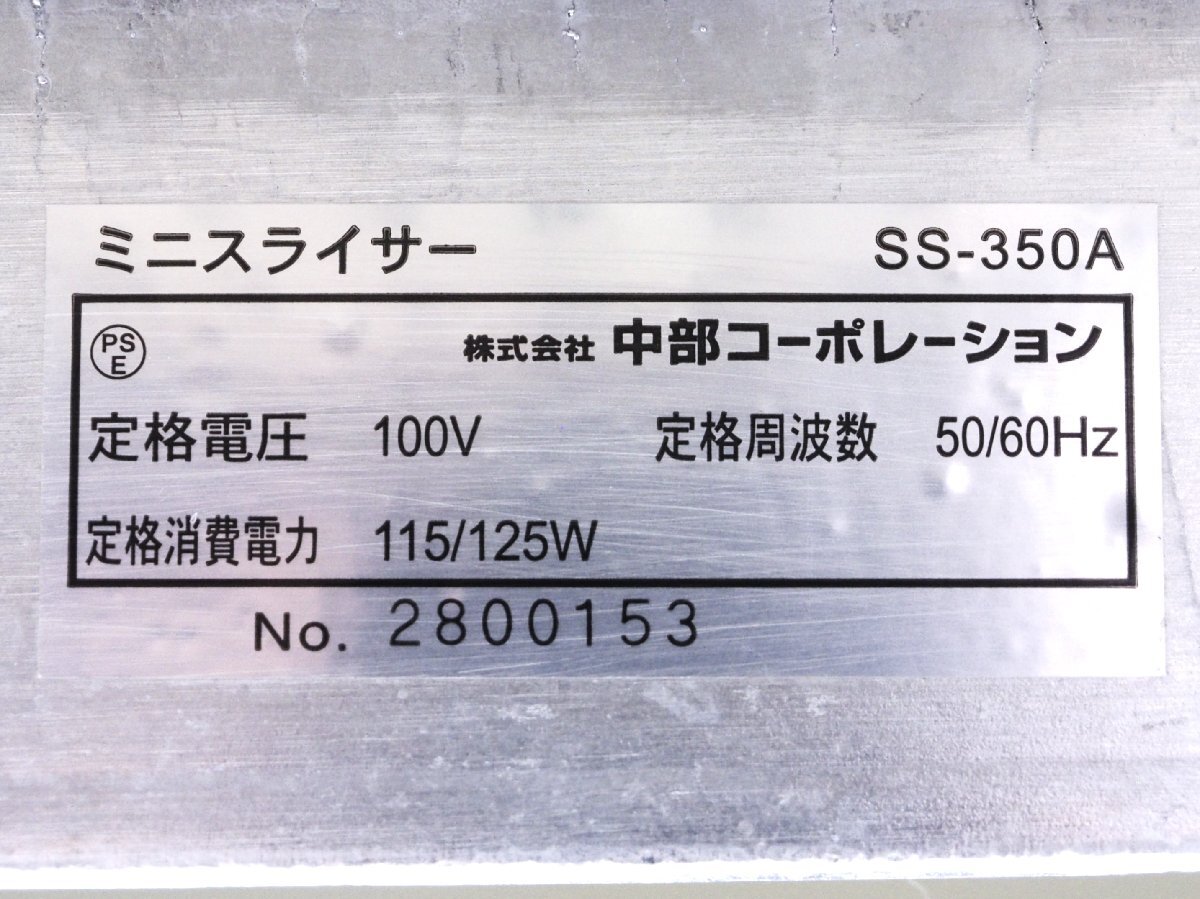 ミニスライサー SS-350A
PSE 株式会社 中部コーポレーション
定格電圧 100V 定格周波数 50/60Hz
定格消費電力 115/125W
No. 2800153